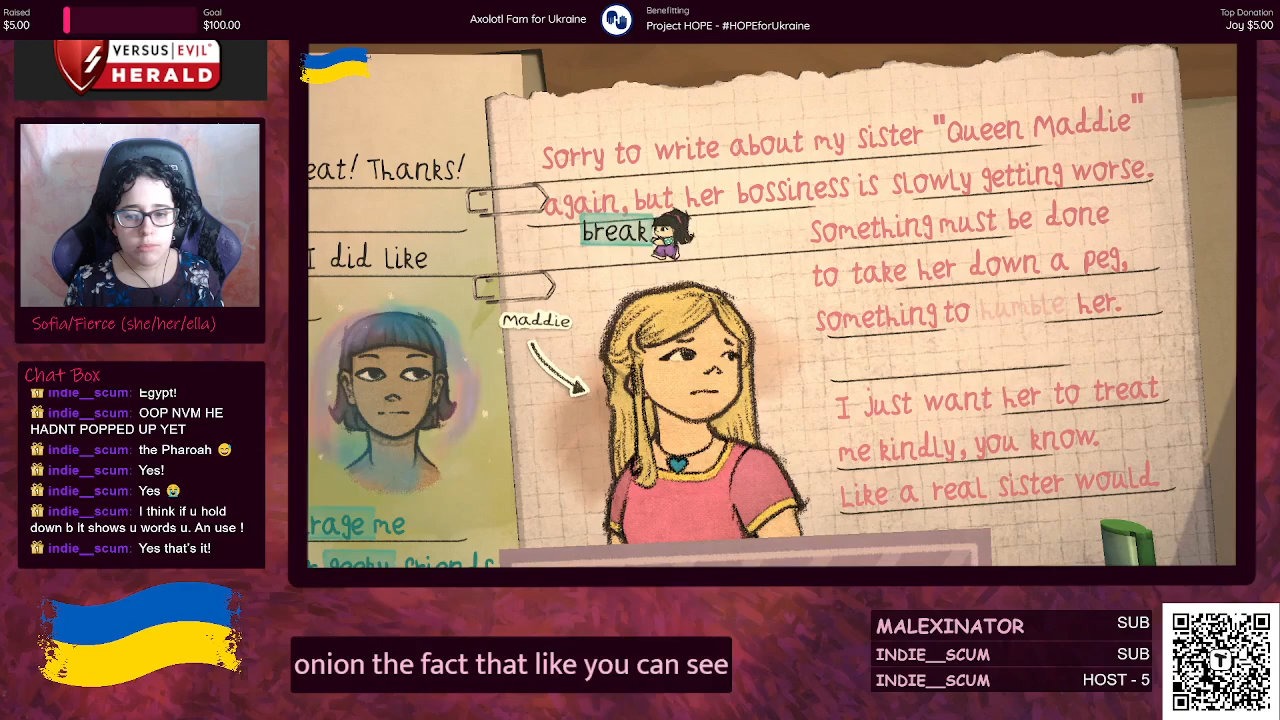 Raised
$5.00
Goal
$100.00
Axolotl Fam for Ukraine
Benefitting
Project HOPE - #HOPEforUkraine
Top Donation
Joy $5.00
VERSUS EVIL
HERALD
Sofia/Fierce (she/her/ella)
Chat Box
indie__scum: Egypt!
indie__scum: OOP NVM HE
HADNT POPPED UP YET
indie__scum: the Pharoah 😅
indie__scum: Yes!
indie__scum: Yes 😭
indie__scum: I think if u hold
down b it shows u words u. An use !
indie__scum: Yes that's it!
eat! Thanks!
I did like
rage me
geeky friends
Sorry to write about my sister "Queen Maddie"
again, but her bossiness is slowly getting worse.
break
Something must be done
to take her down a peg,
something to humble her.
Maddie
I just want her to treat
me kindly, you know.
Like a real sister would.
onion the fact that like you can see
MALEXINATOR SUB
INDIE__SCUM SUB
INDIE__SCUM HOST - 5
T